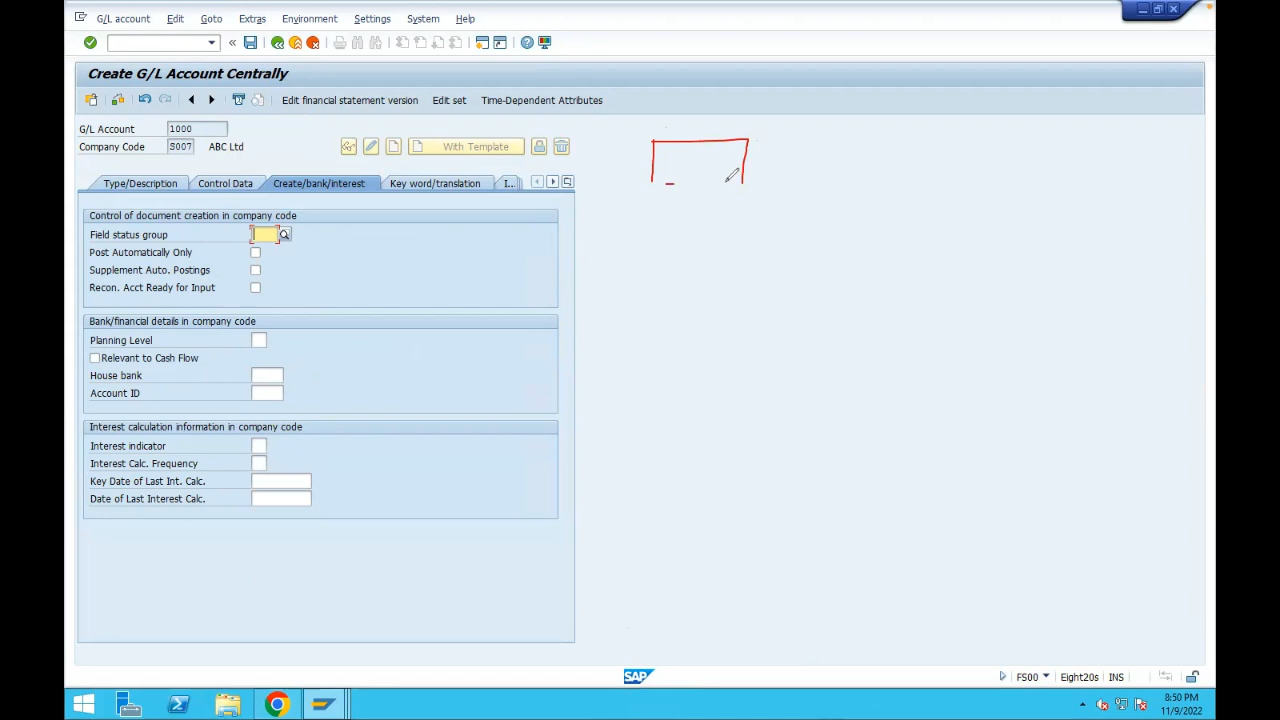 G/L account Edit Goto Extras Environment Settings System Help
Create G/L Account Centrally
Edit financial statement version Edit set Time-Dependent Attributes
G/L Account 1000
Company Code S007 ABC Ltd With Template
Type/Description Control Data Create/bank/interest Key word/translation I...
Control of document creation in company code
Field status group
Post Automatically Only
Supplement Auto. Postings
Recon. Acct Ready for Input
Bank/financial details in company code
Planning Level
Relevant to Cash Flow
House bank
Account ID
Interest calculation information in company code
Interest indicator
Interest Calc. Frequency
Key Date of Last Int. Calc.
Date of Last Interest Calc.
SAP FS00 Eight20s INS
8:50 PM
11/9/2022